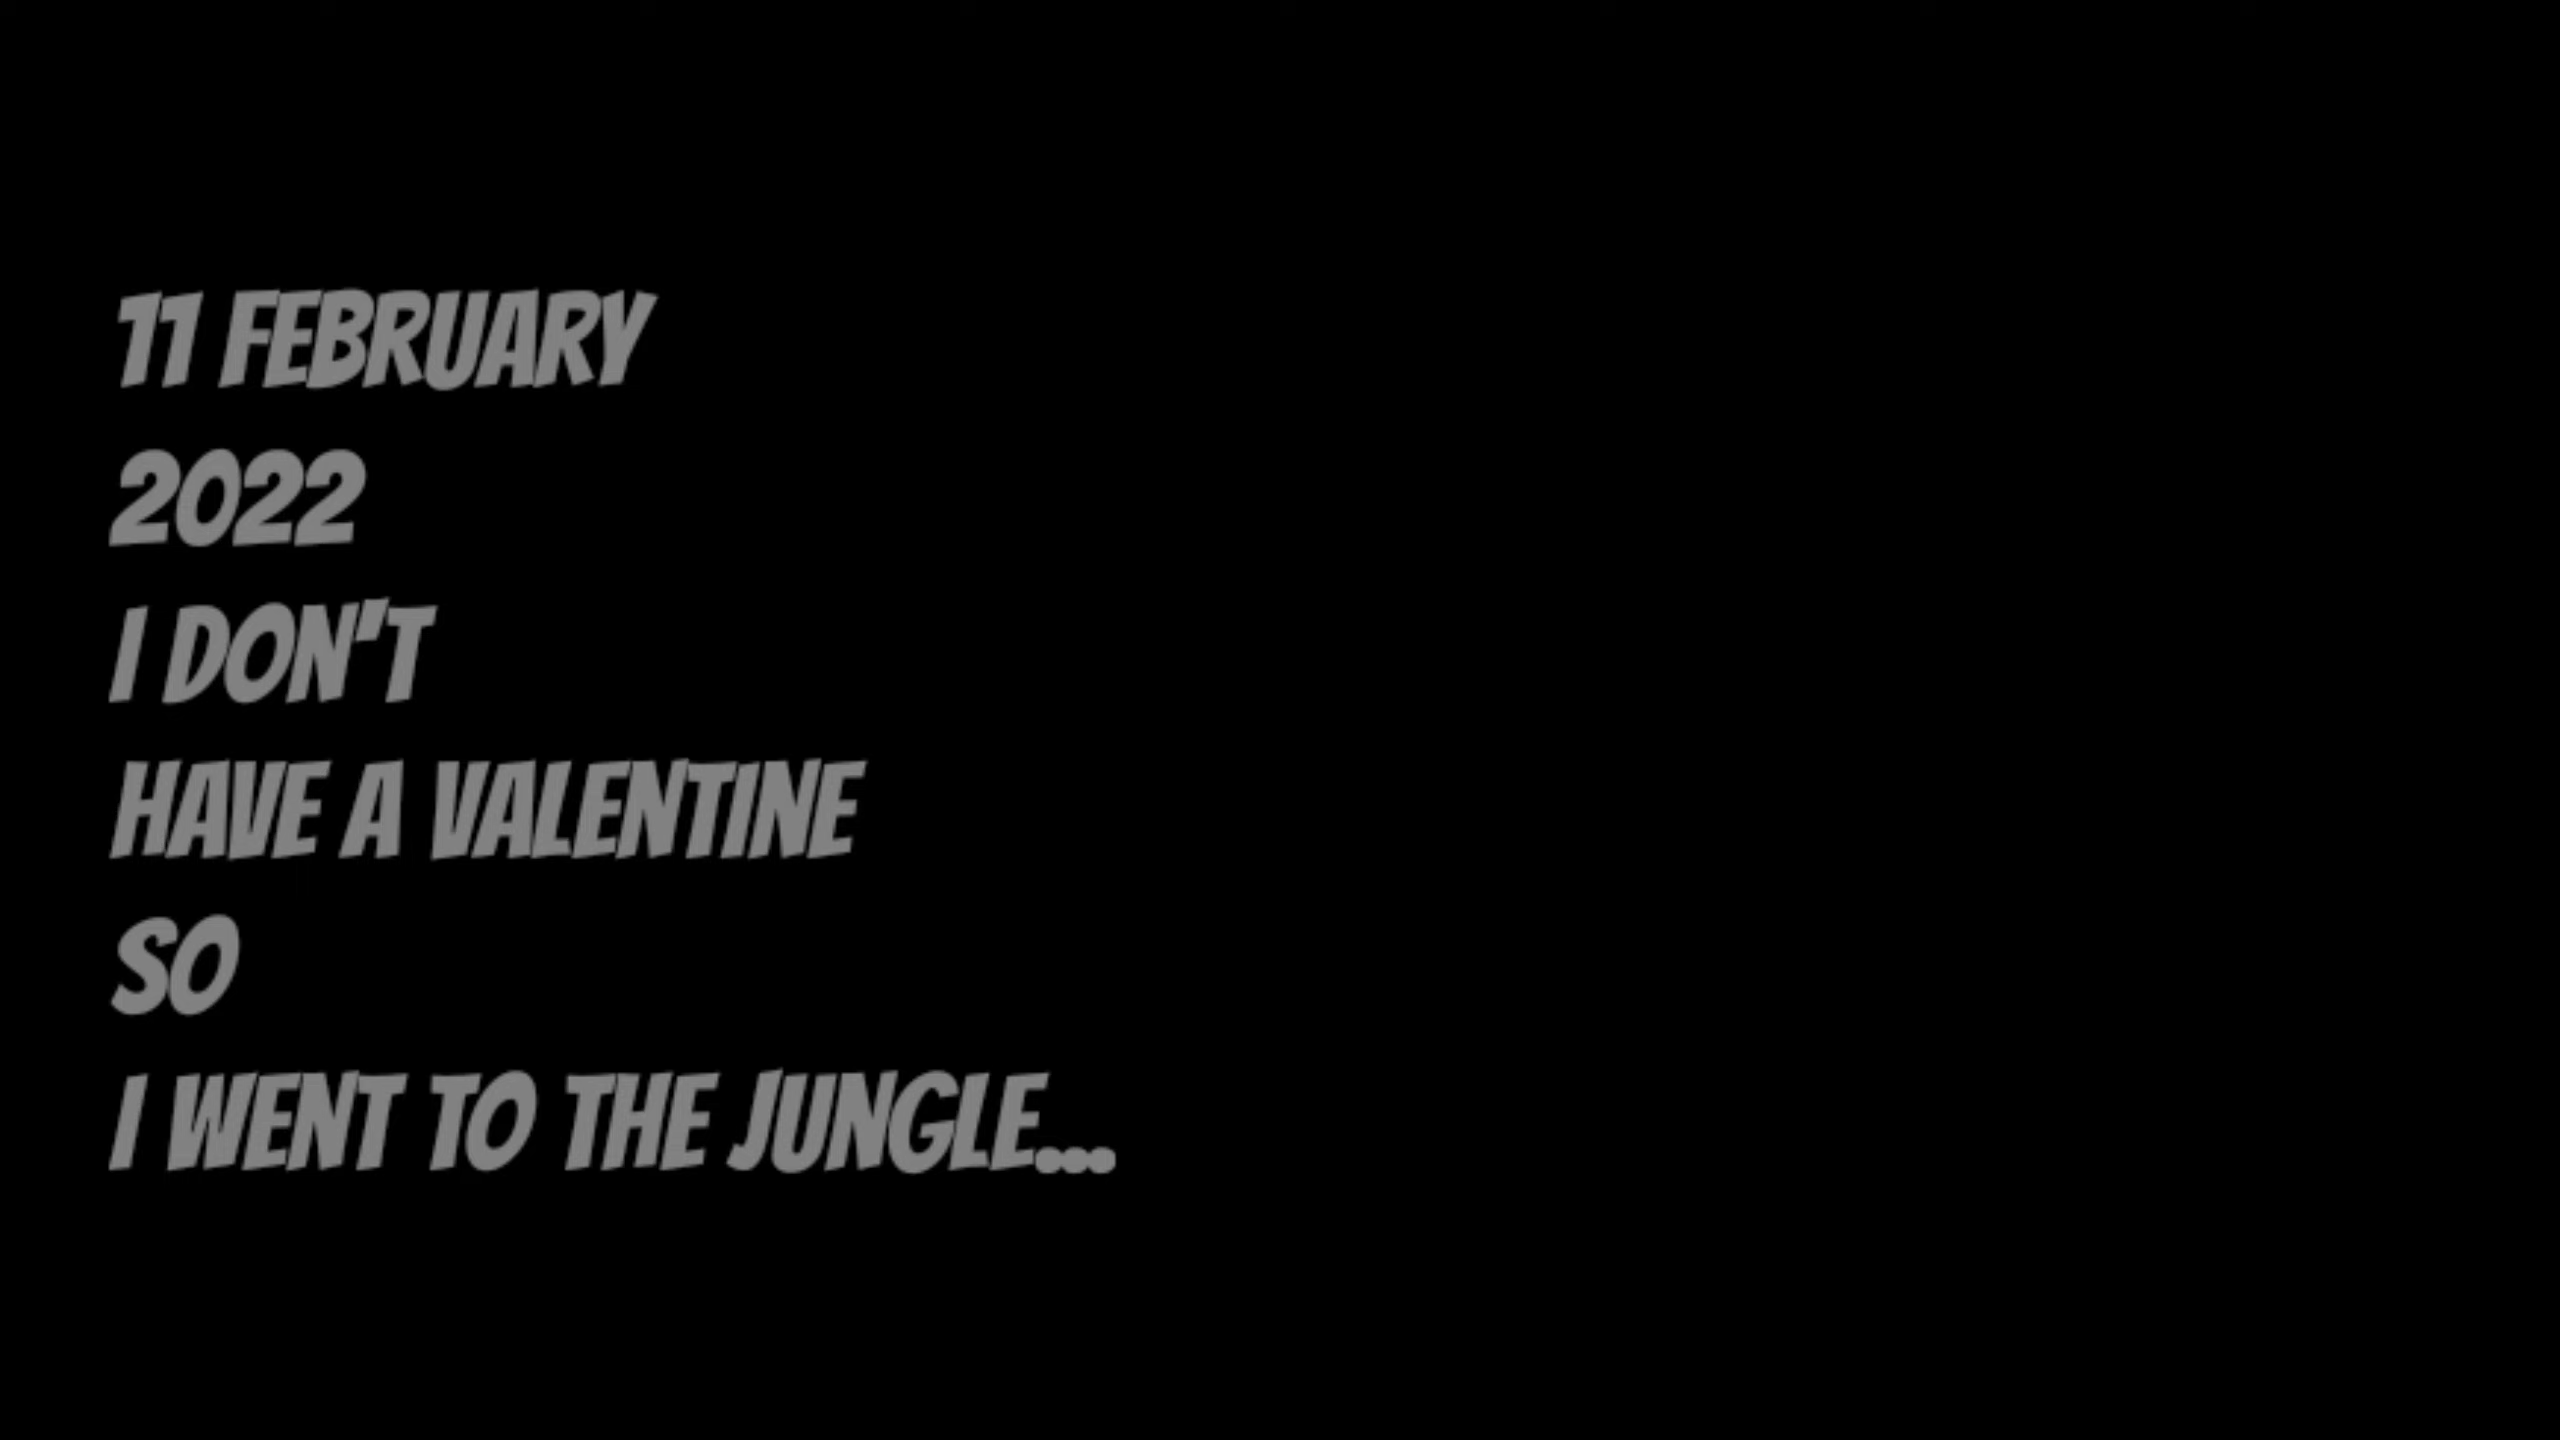 11 FEBRUARY
2022
I DON'T
HAVE A VALENTINE
SO
I WENT TO THE JUNGLE...